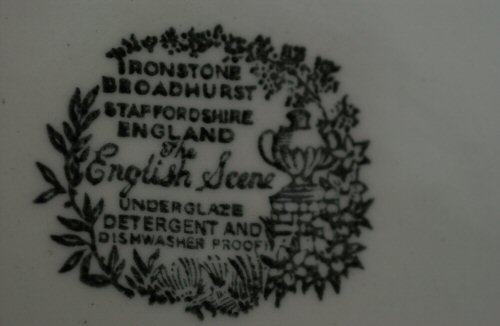 IRONSTONE
BROADHURST
STAFFORDSHIRE
ENGLAND
The
English Scene
UNDERGLAZE
DETERGENT AND
DISHWASHER PROOF